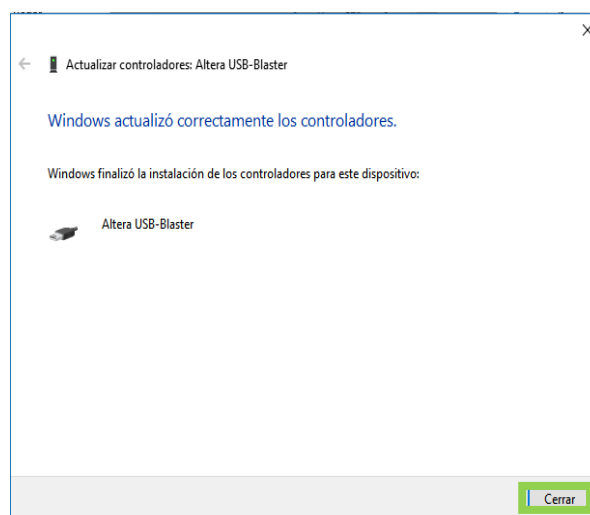 Actualizar controladores: Altera USB-Blaster
Windows actualizó correctamente los controladores.
Windows finalizó la instalación de los controladores para este dispositivo:
Altera USB-Blaster
Cerrar